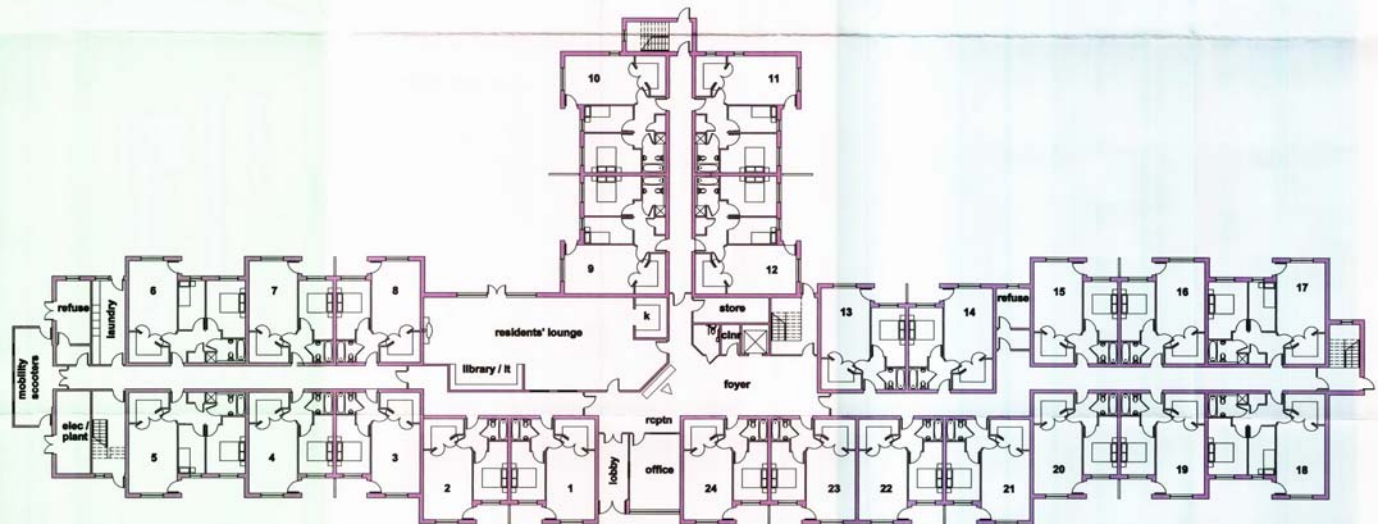 10
11
9
12
refuse
laundry
6
7
8
residents' lounge
k
store
clnr
13
14
refuse
15
16
17
mobility
scooters
library / it
foyer
elec /
plant
5
4
3
2
1
lobby
rcptn
office
24
23
22
21
20
19
18